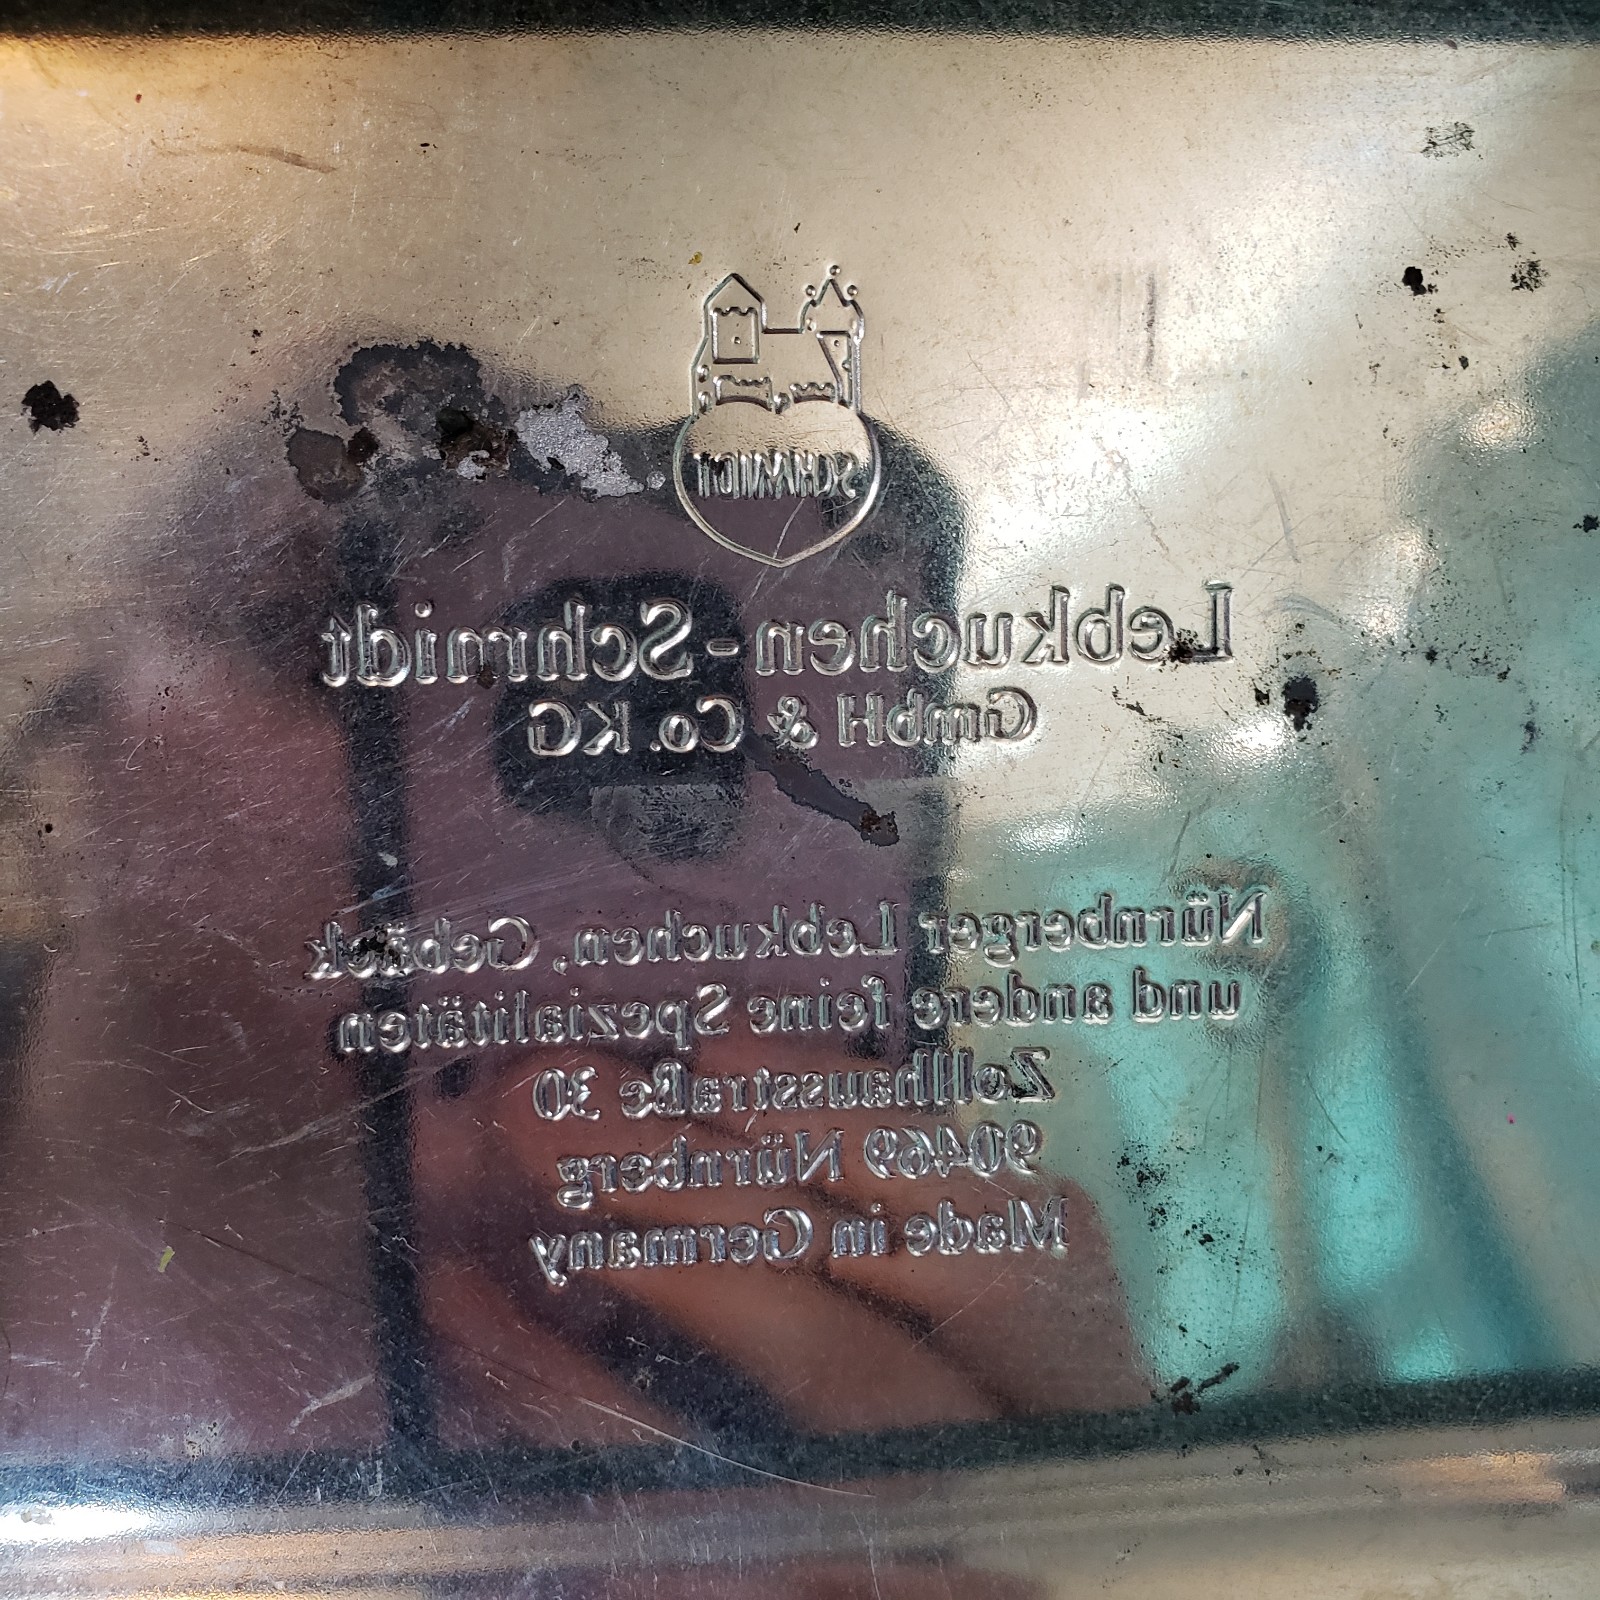 SCHMIDT
Lebkuchen - Schmidt
GmbH & Co. KG
Nürnberger Lebkuchen, Gebäck
und andere feine Spezialitäten
Zollhausstraße 30
90469 Nürnberg
Made in Germany